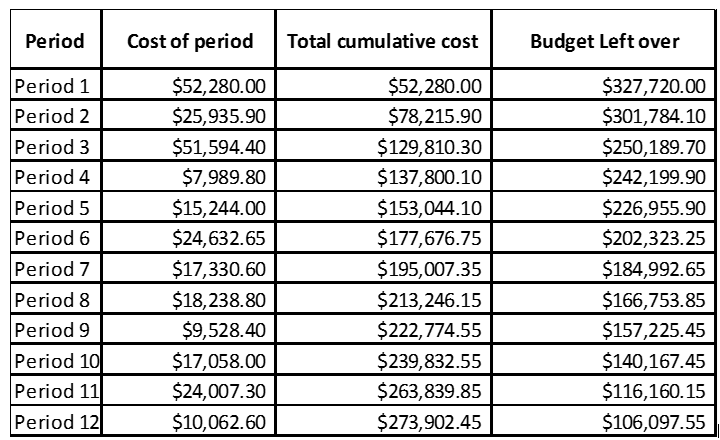 Period Cost of period Total cumulative cost Budget Left over
Period 1 $52,280.00 $52,280.00 $327,720.00
Period 2 $25,935.90 $78,215.90 $301,784.10
Period 3 $51,594.40 $129,810.30 $250,189.70
Period 4 $7,989.80 $137,800.10 $242,199.90
Period 5 $15,244.00 $153,044.10 $226,955.90
Period 6 $24,632.65 $177,676.75 $202,323.25
Period 7 $17,330.60 $195,007.35 $184,992.65
Period 8 $18,238.80 $213,246.15 $166,753.85
Period 9 $9,528.40 $222,774.55 $157,225.45
Period 10 $17,058.00 $239,832.55 $140,167.45
Period 11 $24,007.30 $263,839.85 $116,160.15
Period 12 $10,062.60 $273,902.45 $106,097.55